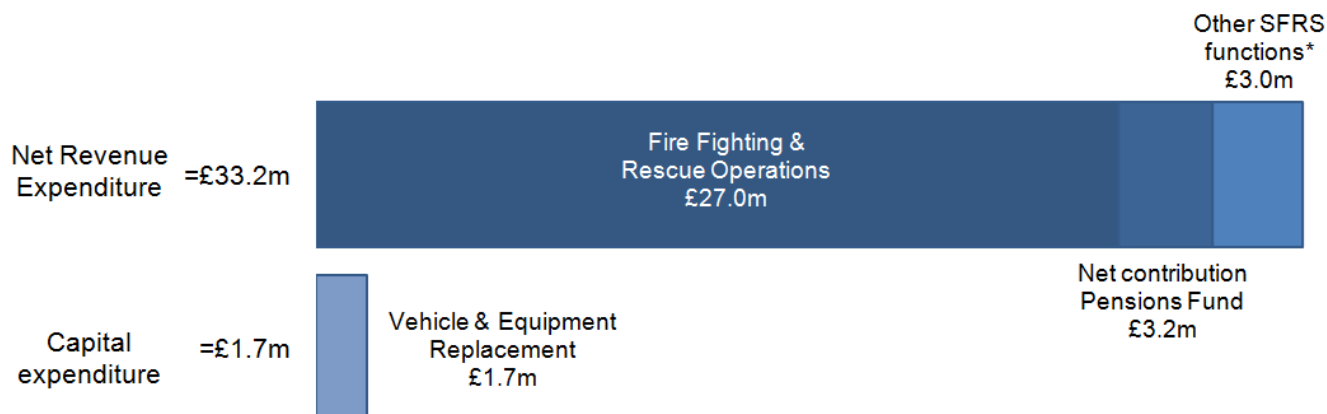 Other SFRS
functions*
£3.0m
Net Revenue
Expenditure
=£33.2m
Fire Fighting &
Rescue Operations
£27.0m
Net contribution
Pensions Fund
£3.2m
Capital
expenditure
=£1.7m
Vehicle & Equipment
Replacement
£1.7m